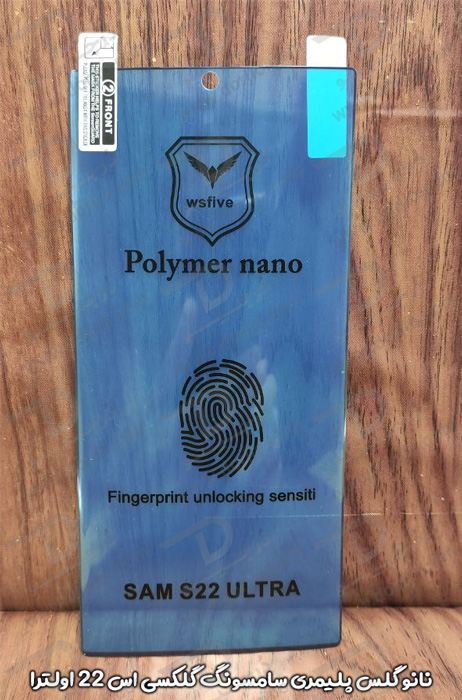 ② FRONT
wsfive
Polymer nano
Fingerprint unlocking sensiti
SAM S22 ULTRA
نانو گلس پلیمری سامسونگ گلکسی اس 22 اولترا